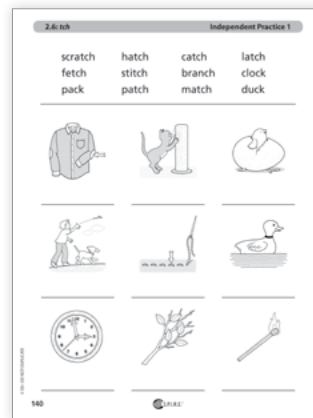 2.6: tch Independent Practice 1
scratch hatch catch latch
fetch stitch branch clock
pack patch match duck
140 S.P.I.R.E.